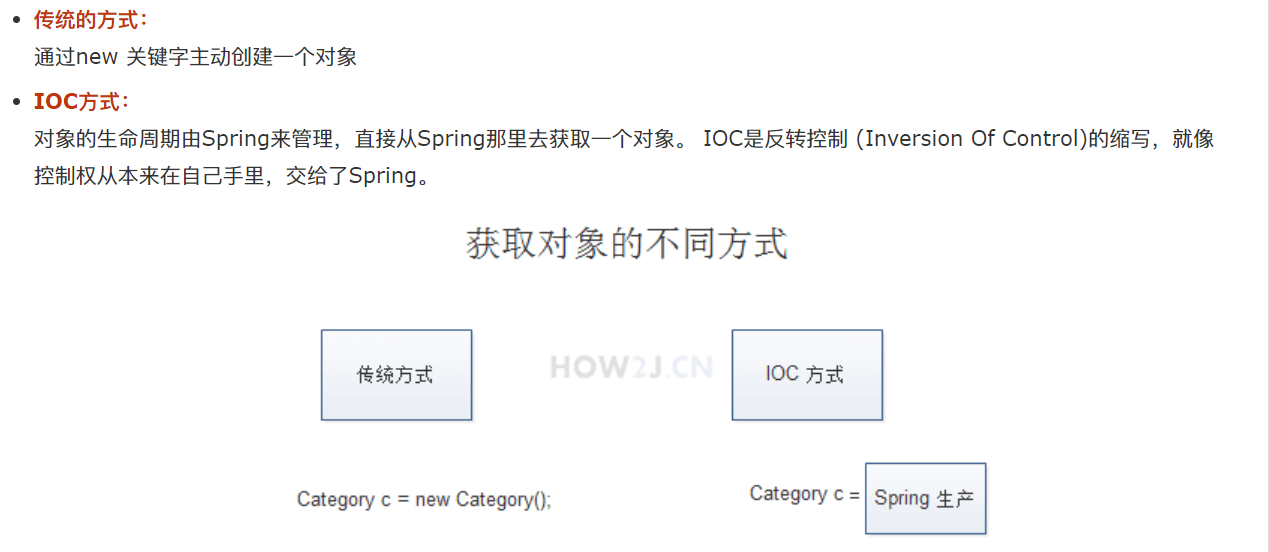 传统的方式：
通过new 关键字主动创建一个对象
IOC方式：
对象的生命周期由Spring来管理，直接从Spring那里去获取一个对象。 IOC是反转控制 (Inversion Of Control)的缩写，就像
控制权从本来在自己手里，交给了Spring。
获取对象的不同方式
传统方式
HOW2J.CN
IOC 方式
Category c = new Category();
Category c = Spring 生产